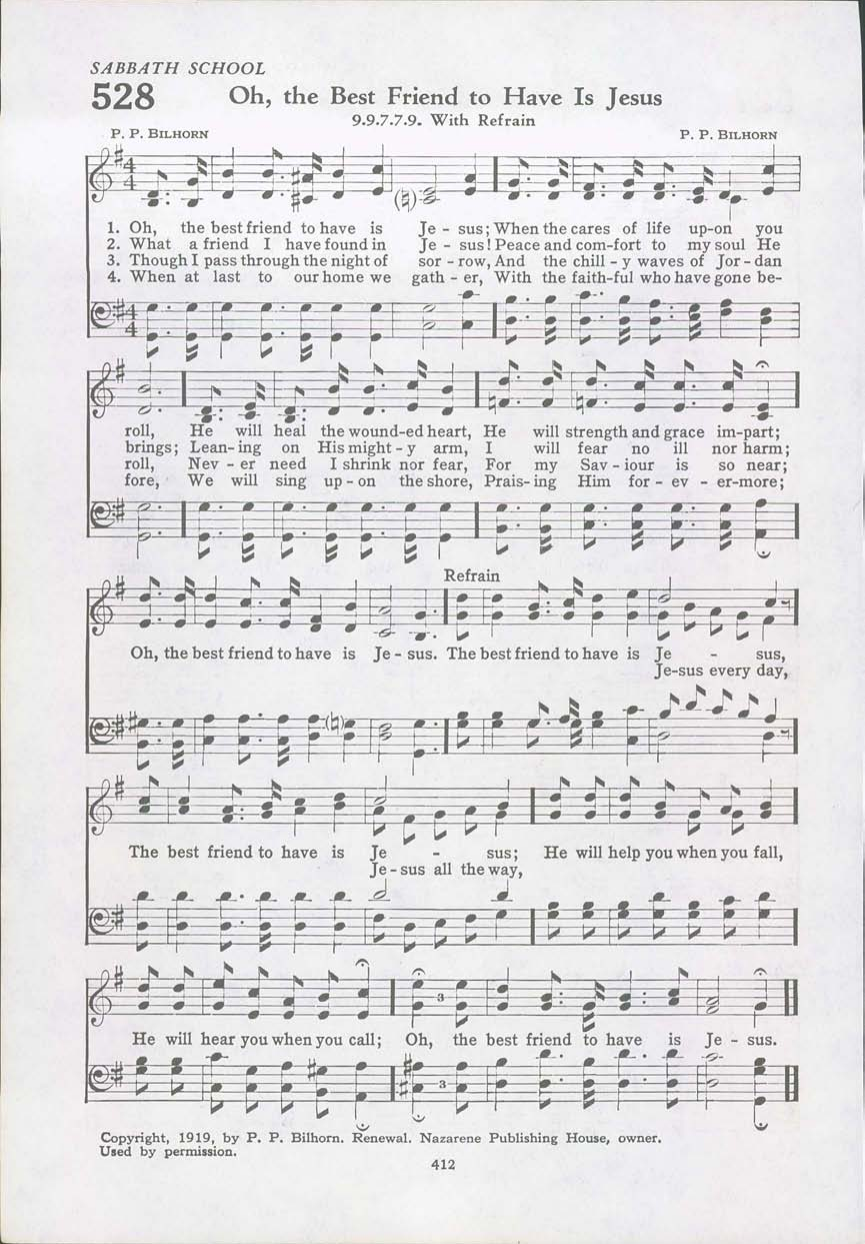 SABBATH SCHOOL
528 Oh, the Best Friend to Have Is Jesus
9.9.7.7.9. With Refrain
P. P. BILHORN P. P. BILHORN
1. Oh, the best friend to have is Je - sus; When the cares of life up-on you
2. What a friend I have found in Je - sus! Peace and com-fort to my soul He
3. Though I pass through the night of sor - row, And the chill - y waves of Jor - dan
4. When at last to our home we gath - er, With the faith-ful who have gone be-
roll, He will heal the wound-ed heart, He will strength and grace im-part;
brings; Lean-ing on His might-y arm, I will fear no ill nor harm;
roll, Nev - er need I shrink nor fear, For my Sav - iour is so near;
fore, We will sing up - on the shore, Prais- ing Him for - ev - er-more;
Refrain
Oh, the best friend to have is Je - sus. The best friend to have is Je - sus,
Je-sus every day,
The best friend to have is Je - sus; He will help you when you fall,
Je-sus all the way,
3
He will hear you when you call; Oh, the best friend to have is Je - sus.
3
Copyright, 1919, by P. P. Bilhorn. Renewal. Nazarene Publishing House, owner.
Used by permission.
412